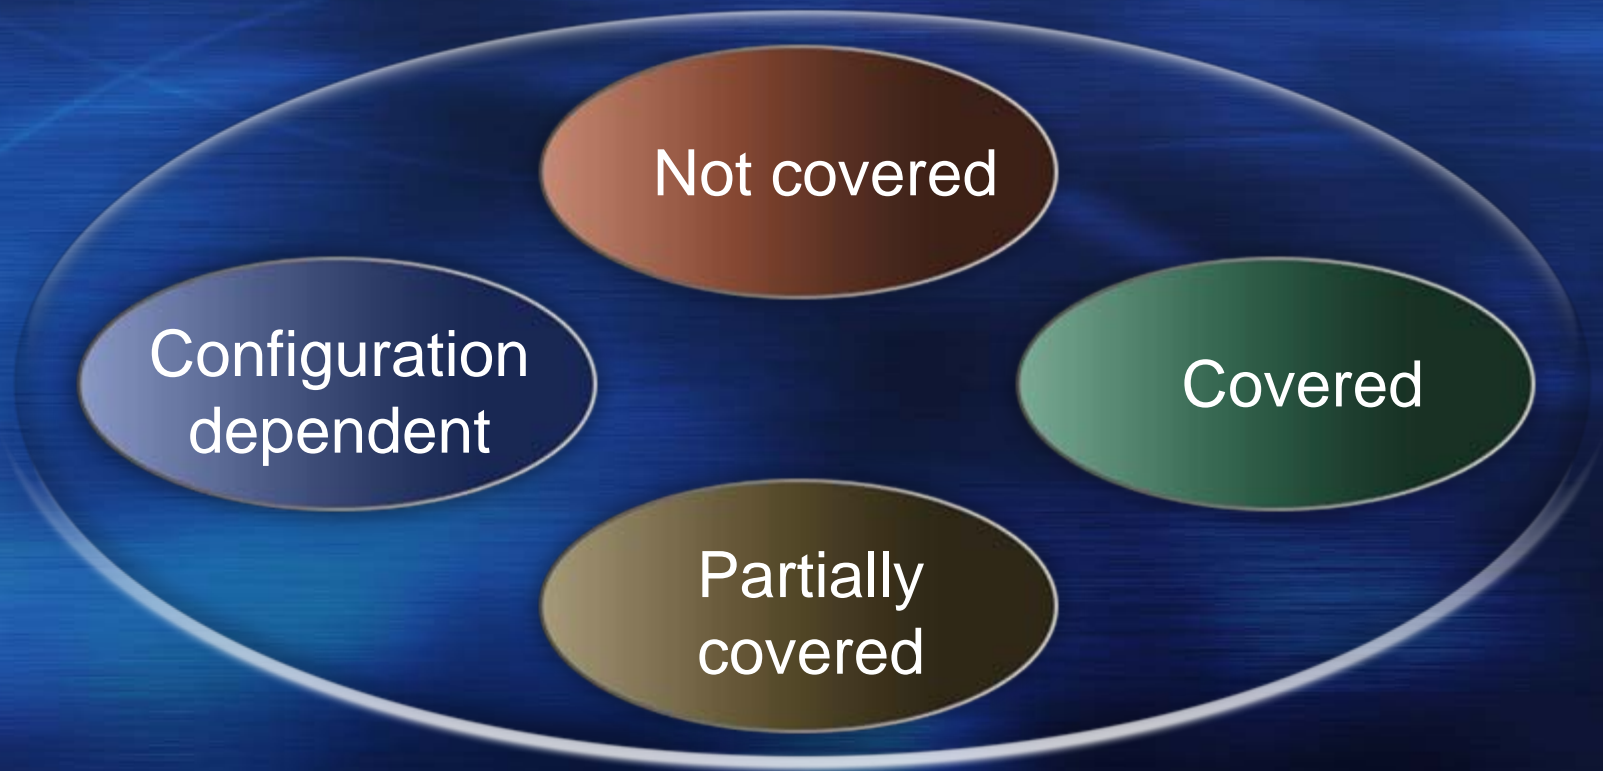 Not covered
Configuration
dependent
Covered
Partially
covered